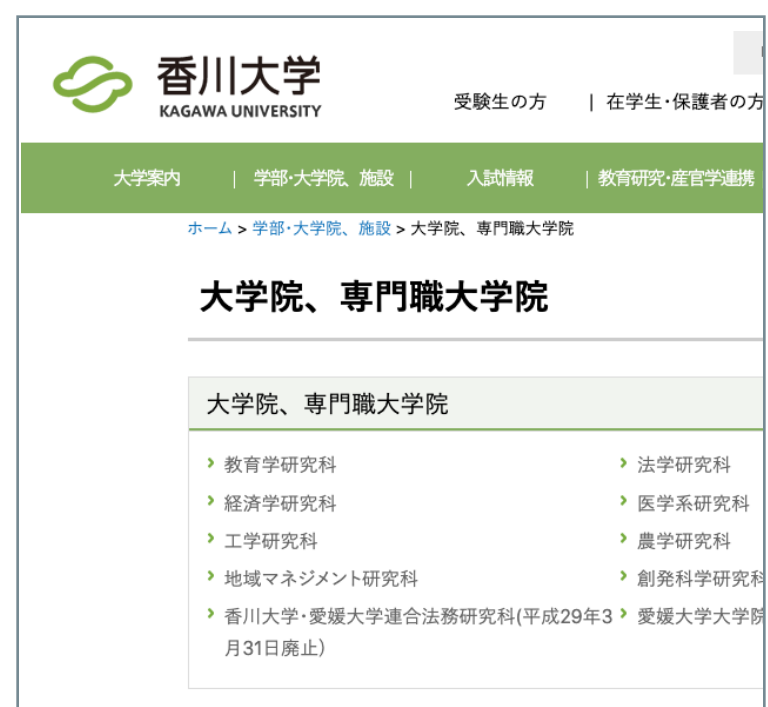 香川大学
KAGAWA UNIVERSITY
受験生の方 | 在学生・保護者の方
大学案内 | 学部・大学院、施設 | 入試情報 | 教育研究・産官学連携
ホーム > 学部・大学院、施設 > 大学院、専門職大学院
大学院、専門職大学院
大学院、専門職大学院
教育学研究科
法学研究科
経済学研究科
医学系研究科
工学研究科
農学研究科
地域マネジメント研究科
創発科学研究科
香川大学・愛媛大学連合法務研究科(平成29年3
月31日廃止)
愛媛大学大学院